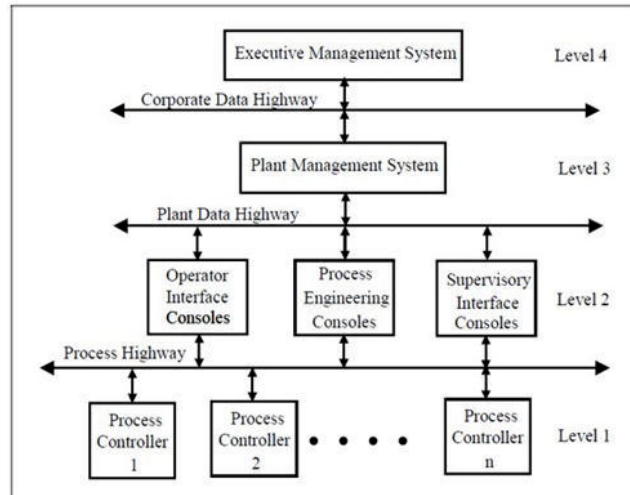 Executive Management System
Level 4
Corporate Data Highway
Plant Management System
Level 3
Plant Data Highway
Operator
Interface
Consoles
Process
Engineering
Consoles
Supervisory
Interface
Consoles
Level 2
Process Highway
Process
Controller
1
Process
Controller
2
Process
Controller
n
Level 1